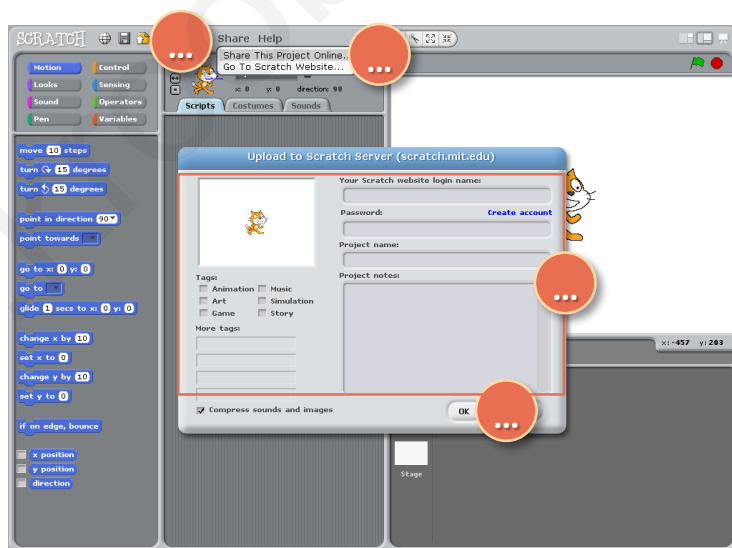 SCRATCH
Share Help
...
Share This Project Online...
Go To Scratch Website...
...
Motion Control
Looks Sensing
Sound Operators
Pen Variables
x: 0 y: 0 direction: 90
Scripts Costumes Sounds
move 10 steps
turn 15 degrees
turn 15 degrees
point in direction 90
point towards
go to x: 0 y: 0
go to
glide 1 secs to x: 0 y: 0
change x by 10
set x to 0
change y by 10
set y to 0
if on edge, bounce
x position
y position
direction
Upload to Scratch Server (scratch.mit.edu)
Your Scratch website login name:
Password: Create account
Project name:
Project notes:
Tags:
Animation Music
Art Simulation
Game Story
More tags:
...
Compress sounds and images
OK
...
x: -457 y: 203
Stage